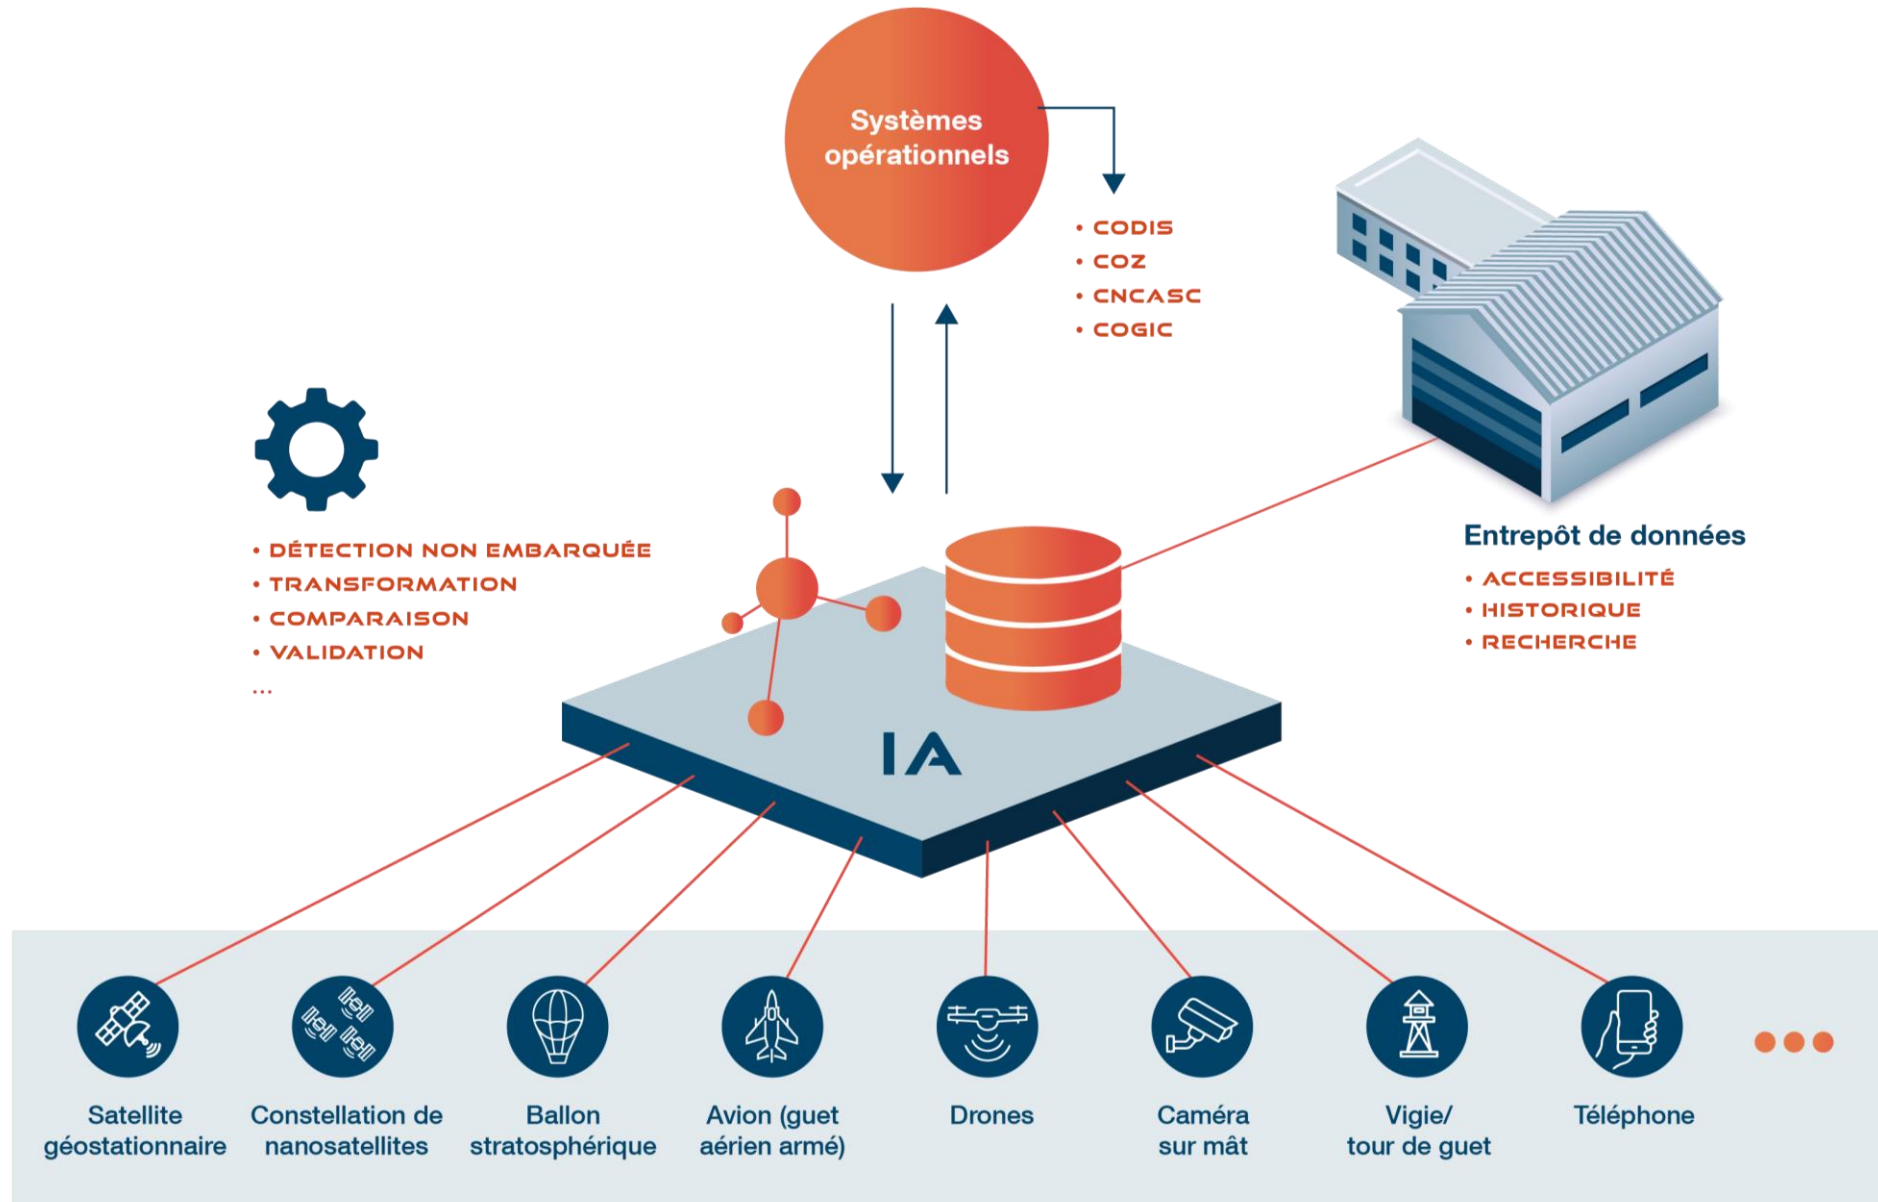 Systèmes
opérationnels
• CODIS
• COZ
• CNCASC
• COGIC
• DÉTECTION NON EMBARQUÉE
• TRANSFORMATION
• COMPARAISON
• VALIDATION
...
Entrepôt de données
• ACCESSIBILITÉ
• HISTORIQUE
• RECHERCHE
IA
Satellite
géostationnaire
Constellation de
nanosatellites
Ballon
stratosphérique
Avion (guet
aérien armé)
Drones
Caméra
sur mât
Vigie/
tour de guet
Téléphone